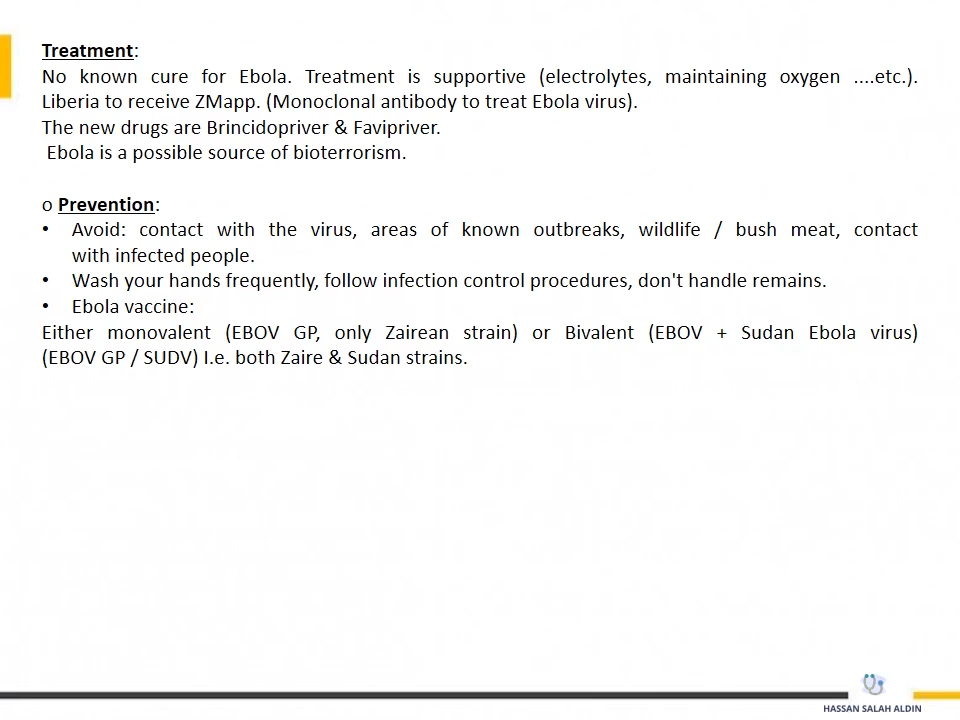 Treatment:
No known cure for Ebola. Treatment is supportive (electrolytes, maintaining oxygen ....etc.).
Liberia to receive ZMapp. (Monoclonal antibody to treat Ebola virus).
The new drugs are Brincidopriver & Favipriver.
Ebola is a possible source of bioterrorism.
o Prevention:
• Avoid: contact with the virus, areas of known outbreaks, wildlife / bush meat, contact
with infected people.
• Wash your hands frequently, follow infection control procedures, don't handle remains.
• Ebola vaccine:
Either monovalent (EBOV GP, only Zairean strain) or Bivalent (EBOV + Sudan Ebola virus)
(EBOV GP / SUDV) I.e. both Zaire & Sudan strains.
HASSAN SALAH ALDIN